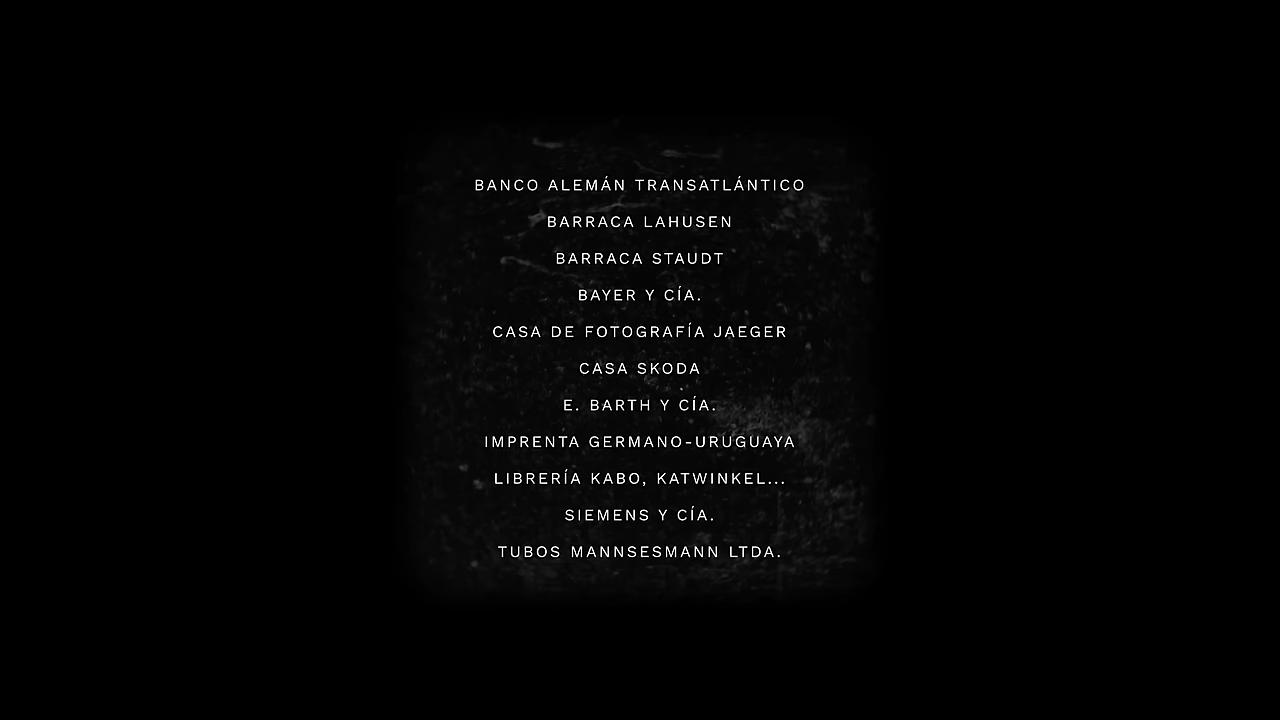 BANCO ALEMÁN TRANSATLÁNTICO
BARRACA LAHUSEN
BARRACA STAUDT
BAYER Y CÍA.
CASA DE FOTOGRAFÍA JAEGER
CASA SKODA
E. BARTH Y CÍA.
IMPRENTA GERMANO-URUGUAYA
LIBRERÍA KABO, KATWINKEL...
SIEMENS Y CÍA.
TUBOS MANNSESMANN LTDA.